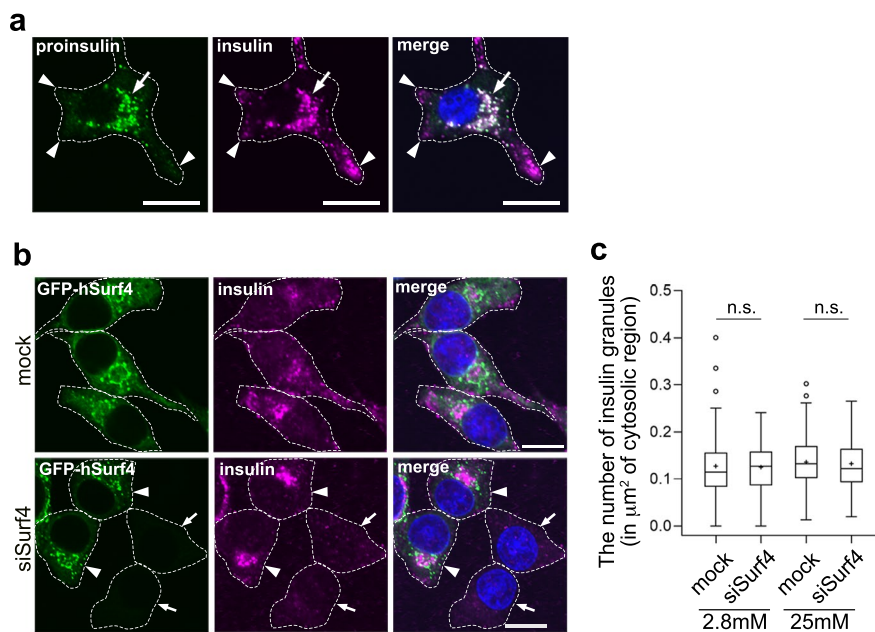 a
proinsulin insulin merge
b
mock
GFP-hSurf4 insulin merge
siSurf4
GFP-hSurf4 insulin merge
c
The number of insulin granules
(in μm² of cytosolic region)
0.5
0.4
0.3
0.2
0.1
0.0
n.s. n.s.
mock siSurf4 mock siSurf4
2.8mM 25mM